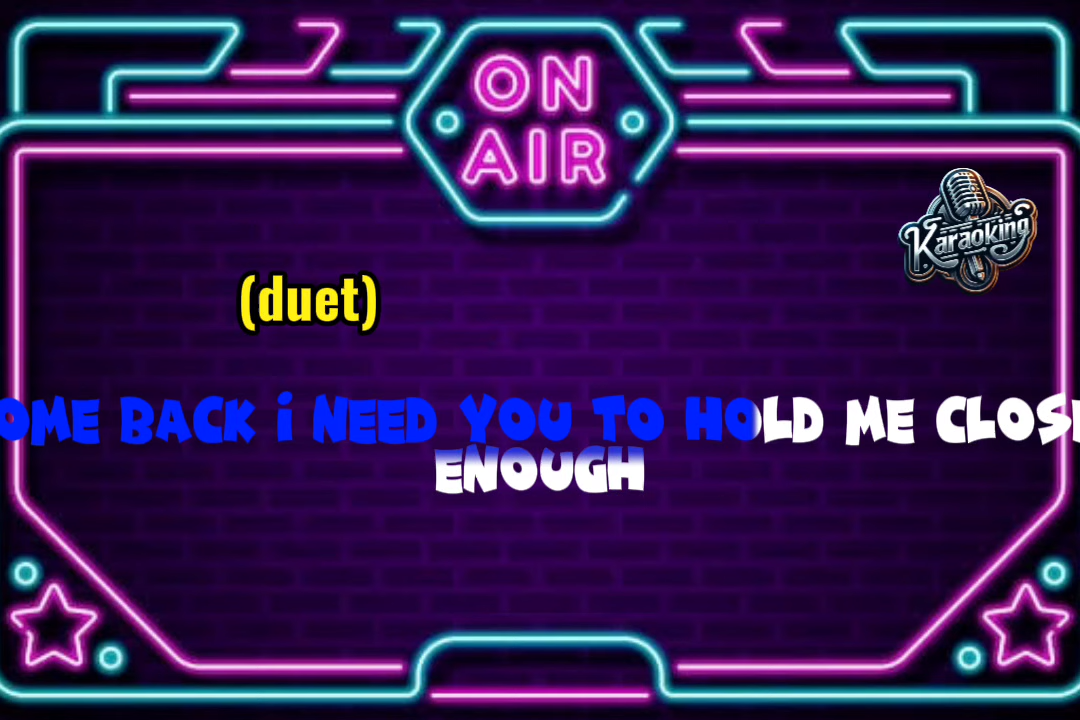 ON
AIR
Karaoking
(duet)
OME BACK i NEED YOU TO HOLD ME CLOS
ENOUGH